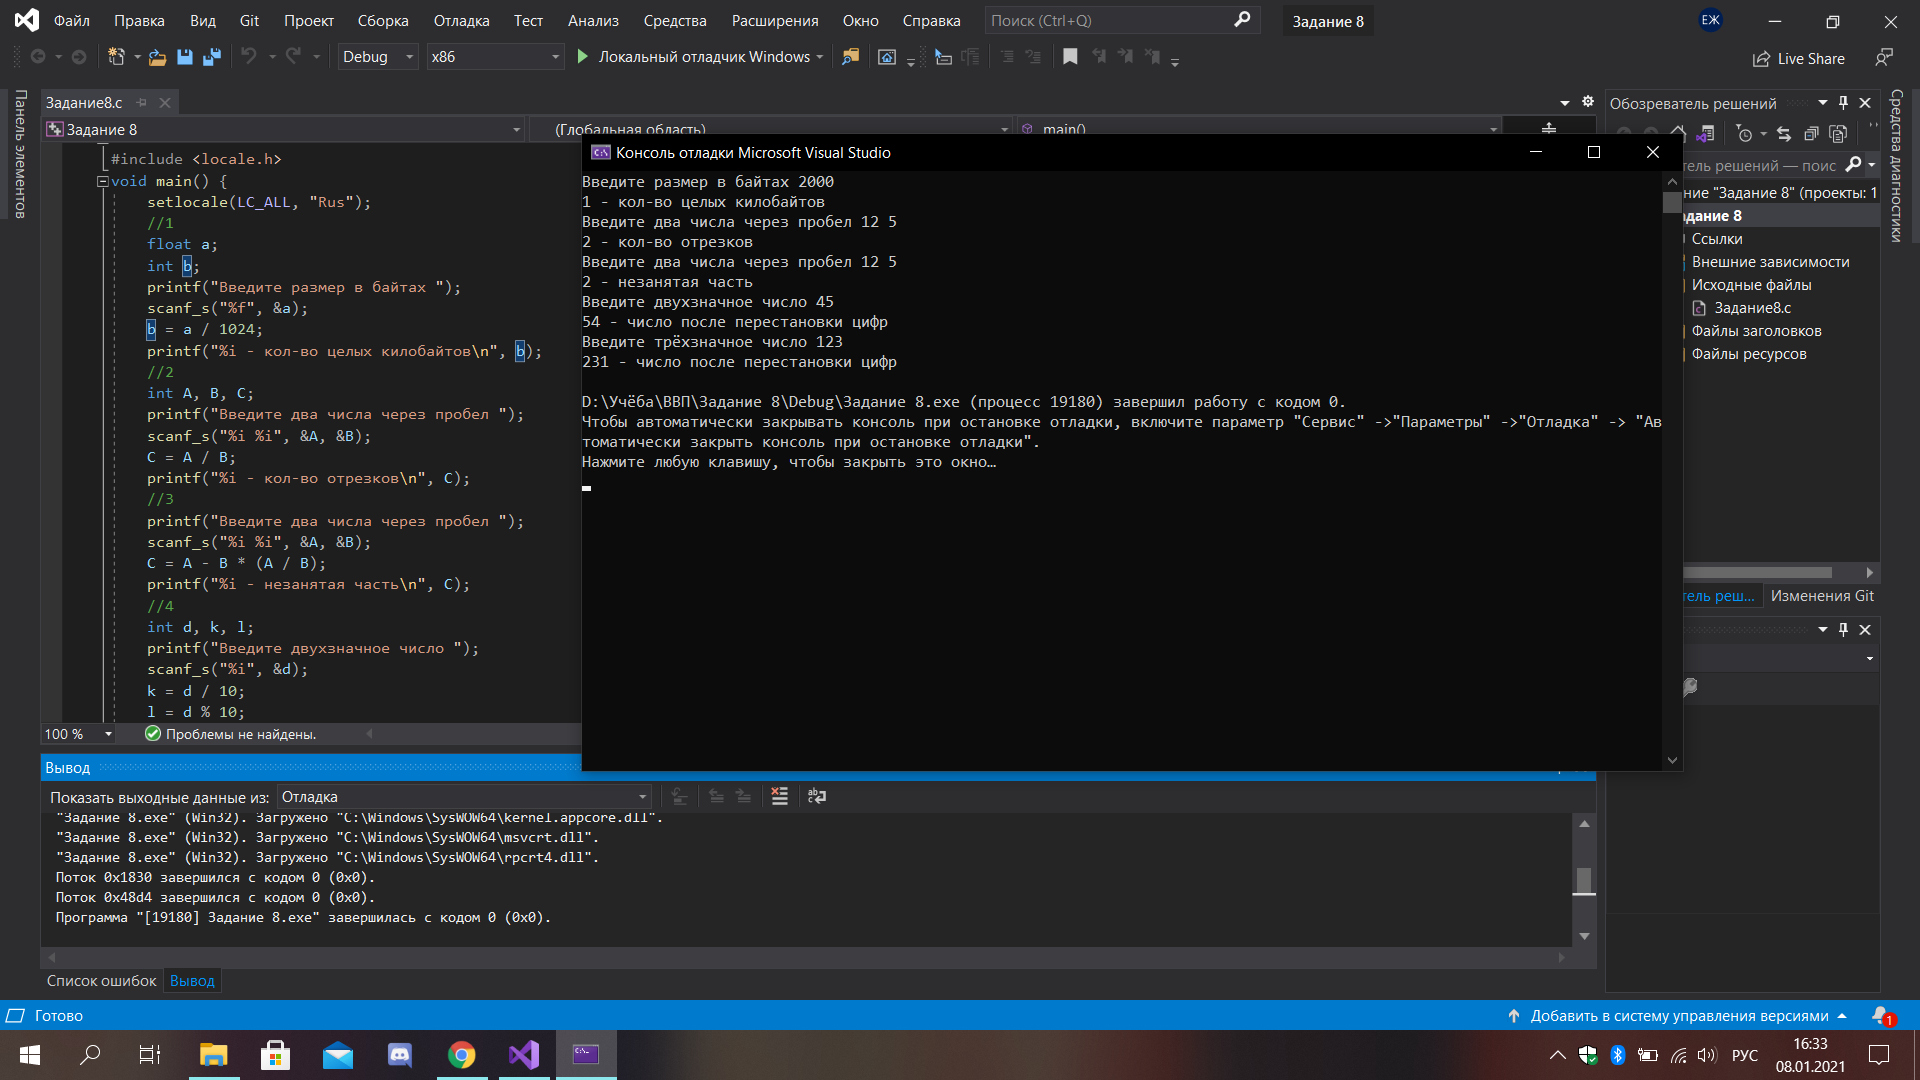 Файл Правка Вид Git Проект Сборка Отладка Тест Анализ Средства Расширения Окно Справка Поиск (Ctrl+Q) Задание 8 ЕЖ
Debug x86 Локальный отладчик Windows Live Share
Панель элементов
Задание8.c
Задание 8 (Глобальная область) main()
#include <locale.h>
void main() {
setlocale(LC_ALL, "Rus");
//1
float a;
int b;
printf("Введите размер в байтах ");
scanf_s("%f", &a);
b = a / 1024;
printf("%i - кол-во целых килобайтов\n", b);
//2
int A, B, C;
printf("Введите два числа через пробел ");
scanf_s("%i %i", &A, &B);
C = A / B;
printf("%i - кол-во отрезков\n", C);
//3
printf("Введите два числа через пробел ");
scanf_s("%i %i", &A, &B);
C = A - B * (A / B);
printf("%i - незанятая часть\n", C);
//4
int d, k, l;
printf("Введите двухзначное число ");
scanf_s("%i", &d);
k = d / 10;
l = d % 10;
100 % Проблемы не найдены.
Консоль отладки Microsoft Visual Studio
Введите размер в байтах 2000
1 - кол-во целых килобайтов
Введите два числа через пробел 12 5
2 - кол-во отрезков
Введите два числа через пробел 12 5
2 - незанятая часть
Введите двухзначное число 45
54 - число после перестановки цифр
Введите трёхзначное число 123
231 - число после перестановки цифр
D:\Учёба\ВВП\Задание 8\Debug\Задание 8.exe (процесс 19180) завершил работу с кодом 0.
Чтобы автоматически закрывать консоль при остановке отладки, включите параметр "Сервис" ->"Параметры" ->"Отладка" -> "Ав
томатически закрыть консоль при остановке отладки".
Нажмите любую клавишу, чтобы закрыть это окно…
Обозреватель решений
тель решений — поис
ние "Задание 8" (проекты: 1
адание 8
Ссылки
Внешние зависимости
Исходные файлы
Задание8.c
Файлы заголовков
Файлы ресурсов
тель реш... Изменения Git
Средства диагностики
Вывод
Показать выходные данные из: Отладка
"Задание 8.exe" (Win32). Загружено "C:\Windows\SysWOW64\kernel.appcore.dll".
"Задание 8.exe" (Win32). Загружено "C:\Windows\SysWOW64\msvcrt.dll".
"Задание 8.exe" (Win32). Загружено "C:\Windows\SysWOW64\rpcrt4.dll".
Поток 0x1830 завершился с кодом 0 (0x0).
Поток 0x48d4 завершился с кодом 0 (0x0).
Программа "[19180] Задание 8.exe" завершилась с кодом 0 (0x0).
Список ошибок Вывод
Готово Добавить в систему управления версиями 1
РУС 16:33
08.01.2021